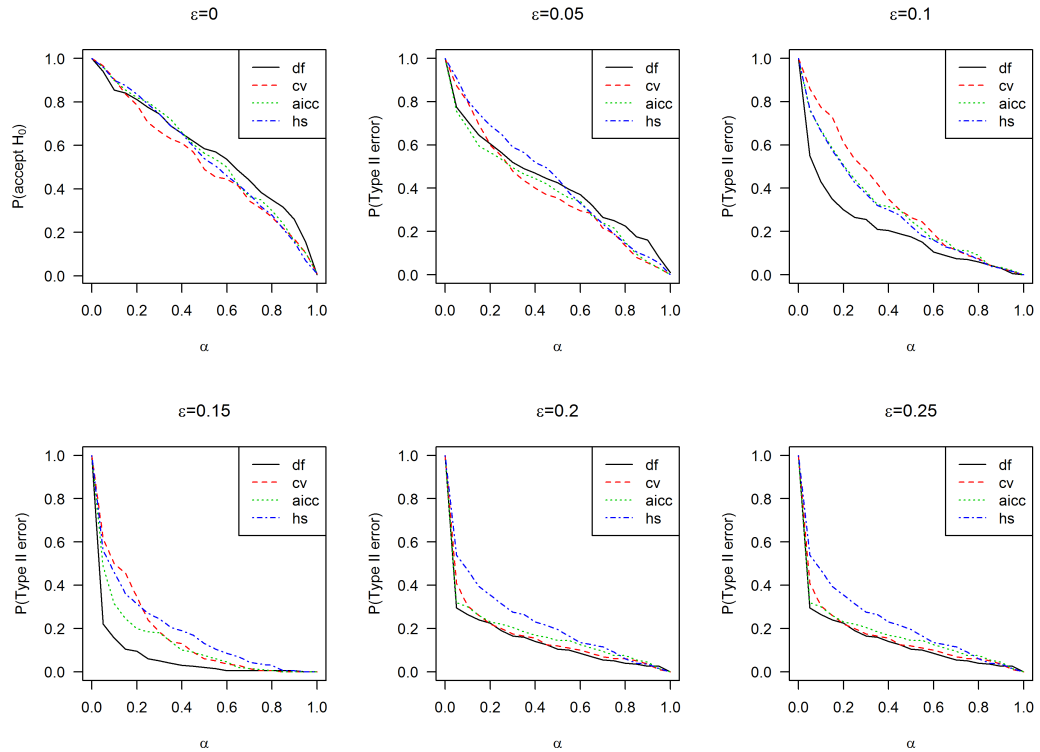 ε=0
P(accept H₀)
1.0
0.8
0.6
0.4
0.2
0.0
df
cv
aicc
hs
0.0 0.2 0.4 0.6 0.8 1.0
α
ε=0.05
P(Type II error)
1.0
0.8
0.6
0.4
0.2
0.0
df
cv
aicc
hs
0.0 0.2 0.4 0.6 0.8 1.0
α
ε=0.1
P(Type II error)
1.0
0.8
0.6
0.4
0.2
0.0
df
cv
aicc
hs
0.0 0.2 0.4 0.6 0.8 1.0
α
ε=0.15
P(Type II error)
1.0
0.8
0.6
0.4
0.2
0.0
df
cv
aicc
hs
0.0 0.2 0.4 0.6 0.8 1.0
α
ε=0.2
P(Type II error)
1.0
0.8
0.6
0.4
0.2
0.0
df
cv
aicc
hs
0.0 0.2 0.4 0.6 0.8 1.0
α
ε=0.25
P(Type II error)
1.0
0.8
0.6
0.4
0.2
0.0
df
cv
aicc
hs
0.0 0.2 0.4 0.6 0.8 1.0
α